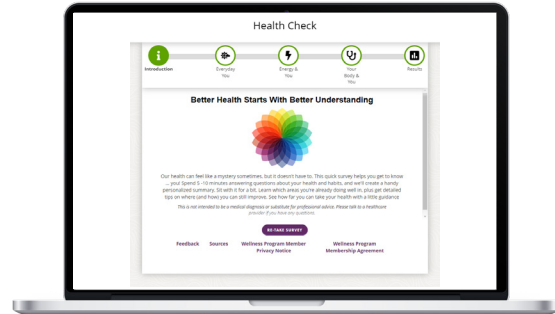 Health Check
Introduction
Everyday
You
Energy &
You
Your
Body &
You
Results
Better Health Starts With Better Understanding
Our health can feel like a mystery sometimes, but it doesn't have to. This quick survey helps you get to know
... you! Spend 5 -10 minutes answering questions about your health and habits, and we'll create a handy
personalized summary. Sit with it for a bit. Learn which areas you're already doing well in, plus get detailed
tips on where (and how) you can still improve. See how far you can take your health with a little guidance
This is not intended to be a medical diagnosis or substitute for professional advice. Please talk to a healthcare
provider if you have any questions.
RE-TAKE SURVEY
Feedback Sources Wellness Program Member Wellness Program
Privacy Notice Membership Agreement